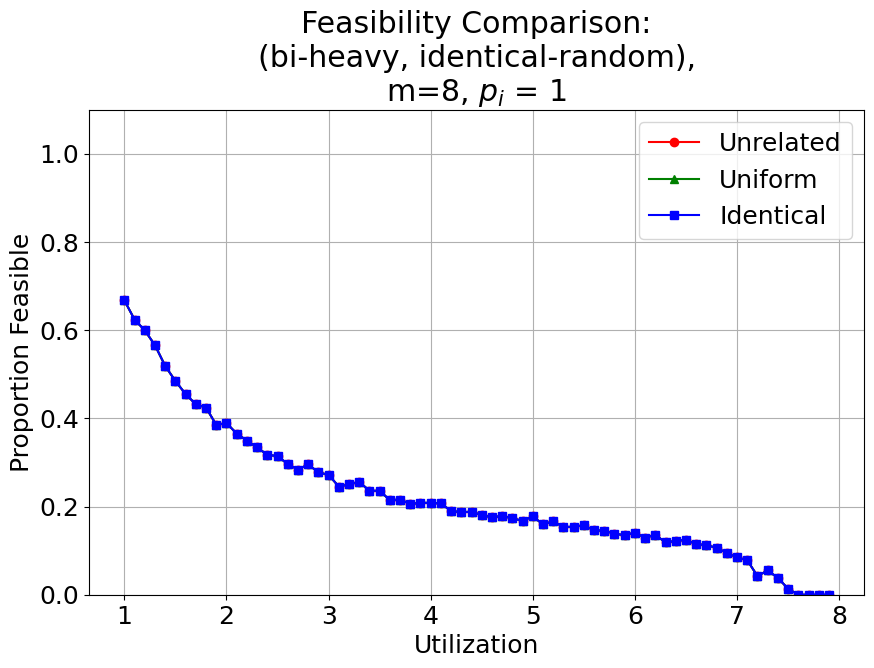 Feasibility Comparison:
(bi-heavy, identical-random),
m=8, p_i = 1
Unrelated
Uniform
Identical
Proportion Feasible
1.0
0.8
0.6
0.4
0.2
0.0
1 2 3 4 5 6 7 8
Utilization